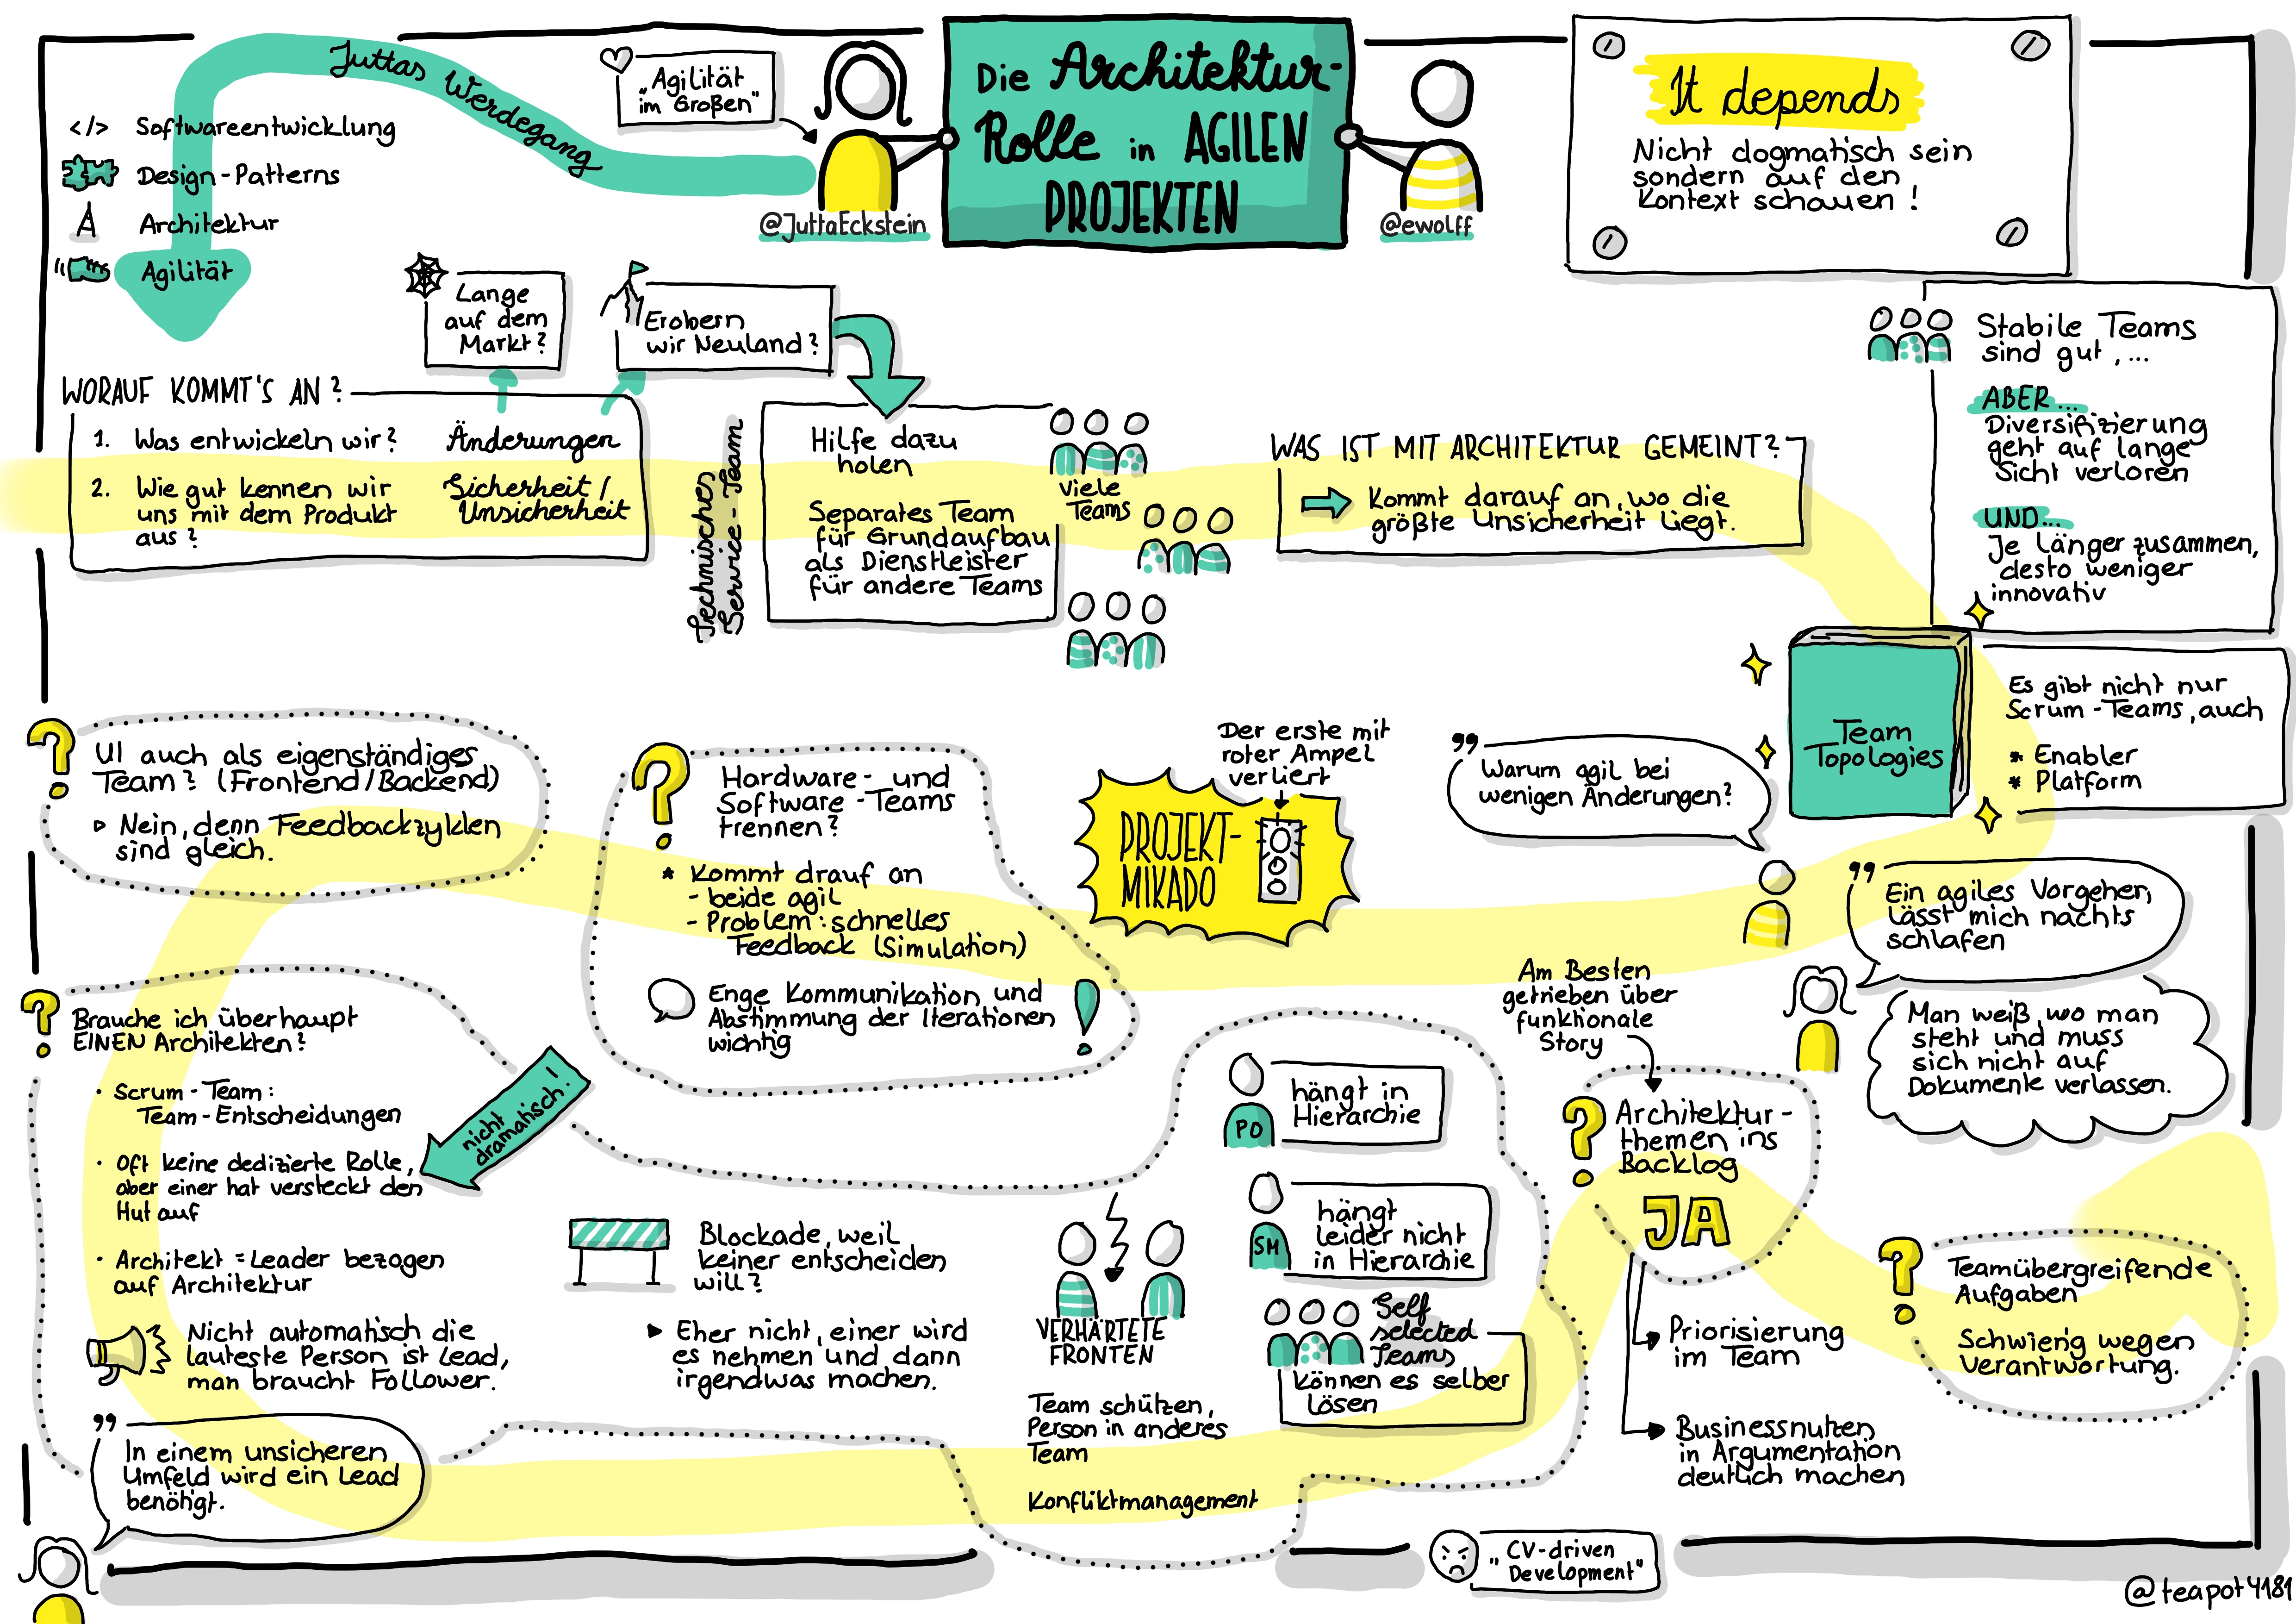 Juttas Werdegang
</> Softwareentwicklung
Design-Patterns
Architektur
Agilität
„Agilität
im Großen"
@JuttaEckstein
Die Architektur-
Rolle in AGILEN
PROJEKTEN
@ewolff
It depends
Nicht dogmatisch sein
sondern auf den
Kontext schauen!
Lange
auf dem
Markt?
Erobern
wir Neuland?
WORAUF KOMMT'S AN?
1. Was entwickeln wir? Änderungen
2. Wie gut kennen wir
uns mit dem Produkt
aus?
Sicherheit /
Unsicherheit
Technisches
Service-Team
Hilfe dazu
holen
Separates Team
für Grundaufbau
als Dienstleister
für andere Teams
Viele
Teams
WAS IST MIT ARCHITEKTUR GEMEINT?
Kommt darauf an, wo die
größte Unsicherheit liegt.
Stabile Teams
sind gut, ...
ABER...
Diversifizierung
geht auf lange
Sicht verloren
UND...
Je länger zusammen,
desto weniger
innovativ
Team
Topologies
Es gibt nicht nur
Scrum-Teams, auch
* Enabler
* Platform
"Warum agil bei
wenigen Änderungen?
"Ein agiles Vorgehen,
lässt mich nachts
schlafen
Man weiß, wo man
steht und muss
sich nicht auf
Dokumente verlassen.
Der erste mit
roter Ampel
verliert
PROJEKT-
MIKADO
? Hardware- und
Software-Teams
trennen?
* Kommt drauf an
- beide agil
- Problem: schnelles
Feedback (Simulation)
Enge Kommunikation und
Abstimmung der Iterationen
wichtig !
? UI auch als eigenständiges
Team? (Frontend/Backend)
▹ Nein, denn Feedbackzyklen
sind gleich.
? Brauche ich überhaupt
EINEN Architekten?
• Scrum-Team:
Team-Entscheidungen
• Oft keine dedizierte Rolle,
aber einer hat versteckt den
Hut auf
• Architekt = Leader bezogen
auf Architektur
Nicht automatisch die
lauteste Person ist Lead,
man braucht Follower.
"In einem unsicheren
Umfeld wird ein Lead
benötigt.
nicht
dramatisch!
Blockade, weil
keiner entscheiden
will?
▸ Eher nicht, einer wird
es nehmen und dann
irgendwas machen.
VERHÄRTETE
FRONTEN
Team schützen,
Person in anderes
Team
Konfliktmanagement
PO
hängt in
Hierarchie
SM
hängt
leider nicht
in Hierarchie
Self
selected
Teams
können es selber
lösen
Am Besten
getrieben über
funktionale
Story
? Architektur-
themen ins
Backlog
JA
Priorisierung
im Team
Businessnutzen
in Argumentation
deutlich machen
? Teamübergreifende
Aufgaben
Schwierig wegen
Verantwortung.
„CV-driven
Development"
@teapot4181